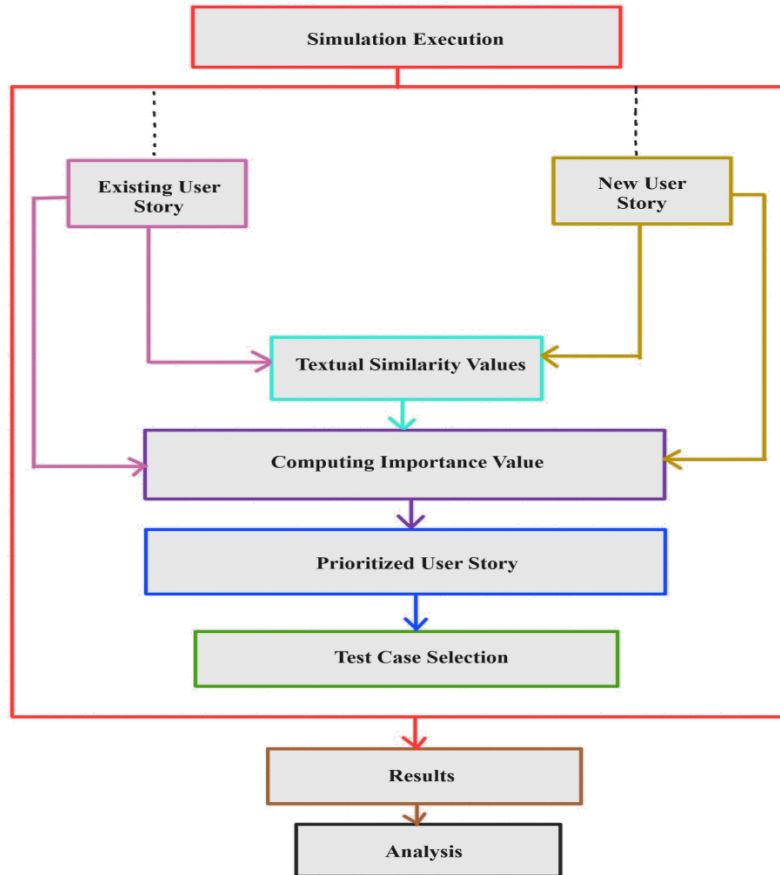 Simulation Execution
Existing User
Story
New User
Story
Textual Similarity Values
Computing Importance Value
Prioritized User Story
Test Case Selection
Results
Analysis